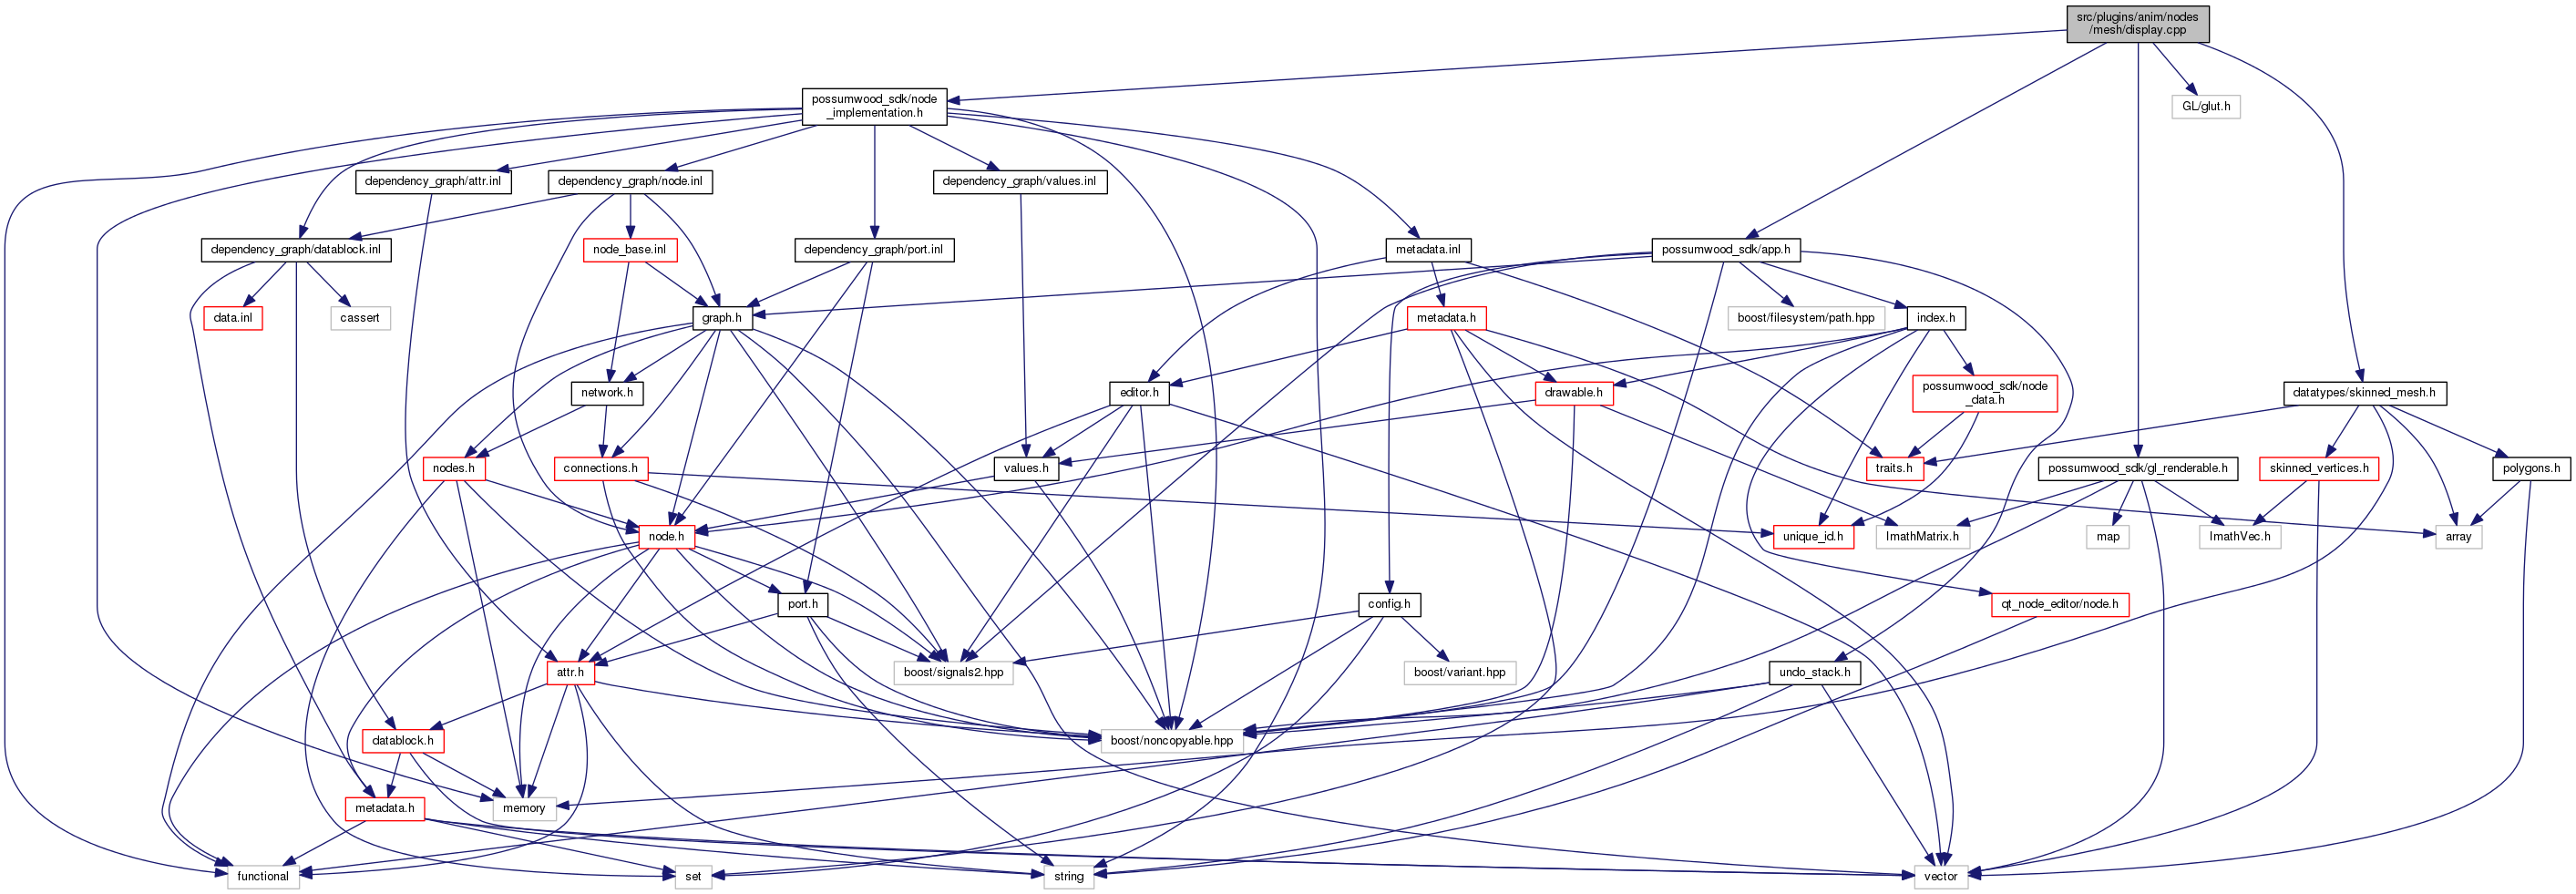 src/plugins/anim/nodes
/mesh/display.cpp
possumwood_sdk/node
_implementation.h
GL/glut.h
dependency_graph/attr.inl
dependency_graph/node.inl
dependency_graph/values.inl
dependency_graph/datablock.inl
node_base.inl
dependency_graph/port.inl
metadata.inl
possumwood_sdk/app.h
data.inl
cassert
graph.h
metadata.h
boost/filesystem/path.hpp
index.h
network.h
editor.h
drawable.h
possumwood_sdk/node
_data.h
datatypes/skinned_mesh.h
nodes.h
connections.h
values.h
traits.h
possumwood_sdk/gl_renderable.h
skinned_vertices.h
polygons.h
node.h
unique_id.h
ImathMatrix.h
map
ImathVec.h
array
port.h
config.h
qt_node_editor/node.h
attr.h
boost/signals2.hpp
boost/variant.hpp
undo_stack.h
datablock.h
boost/noncopyable.hpp
metadata.h
memory
functional
set
string
vector